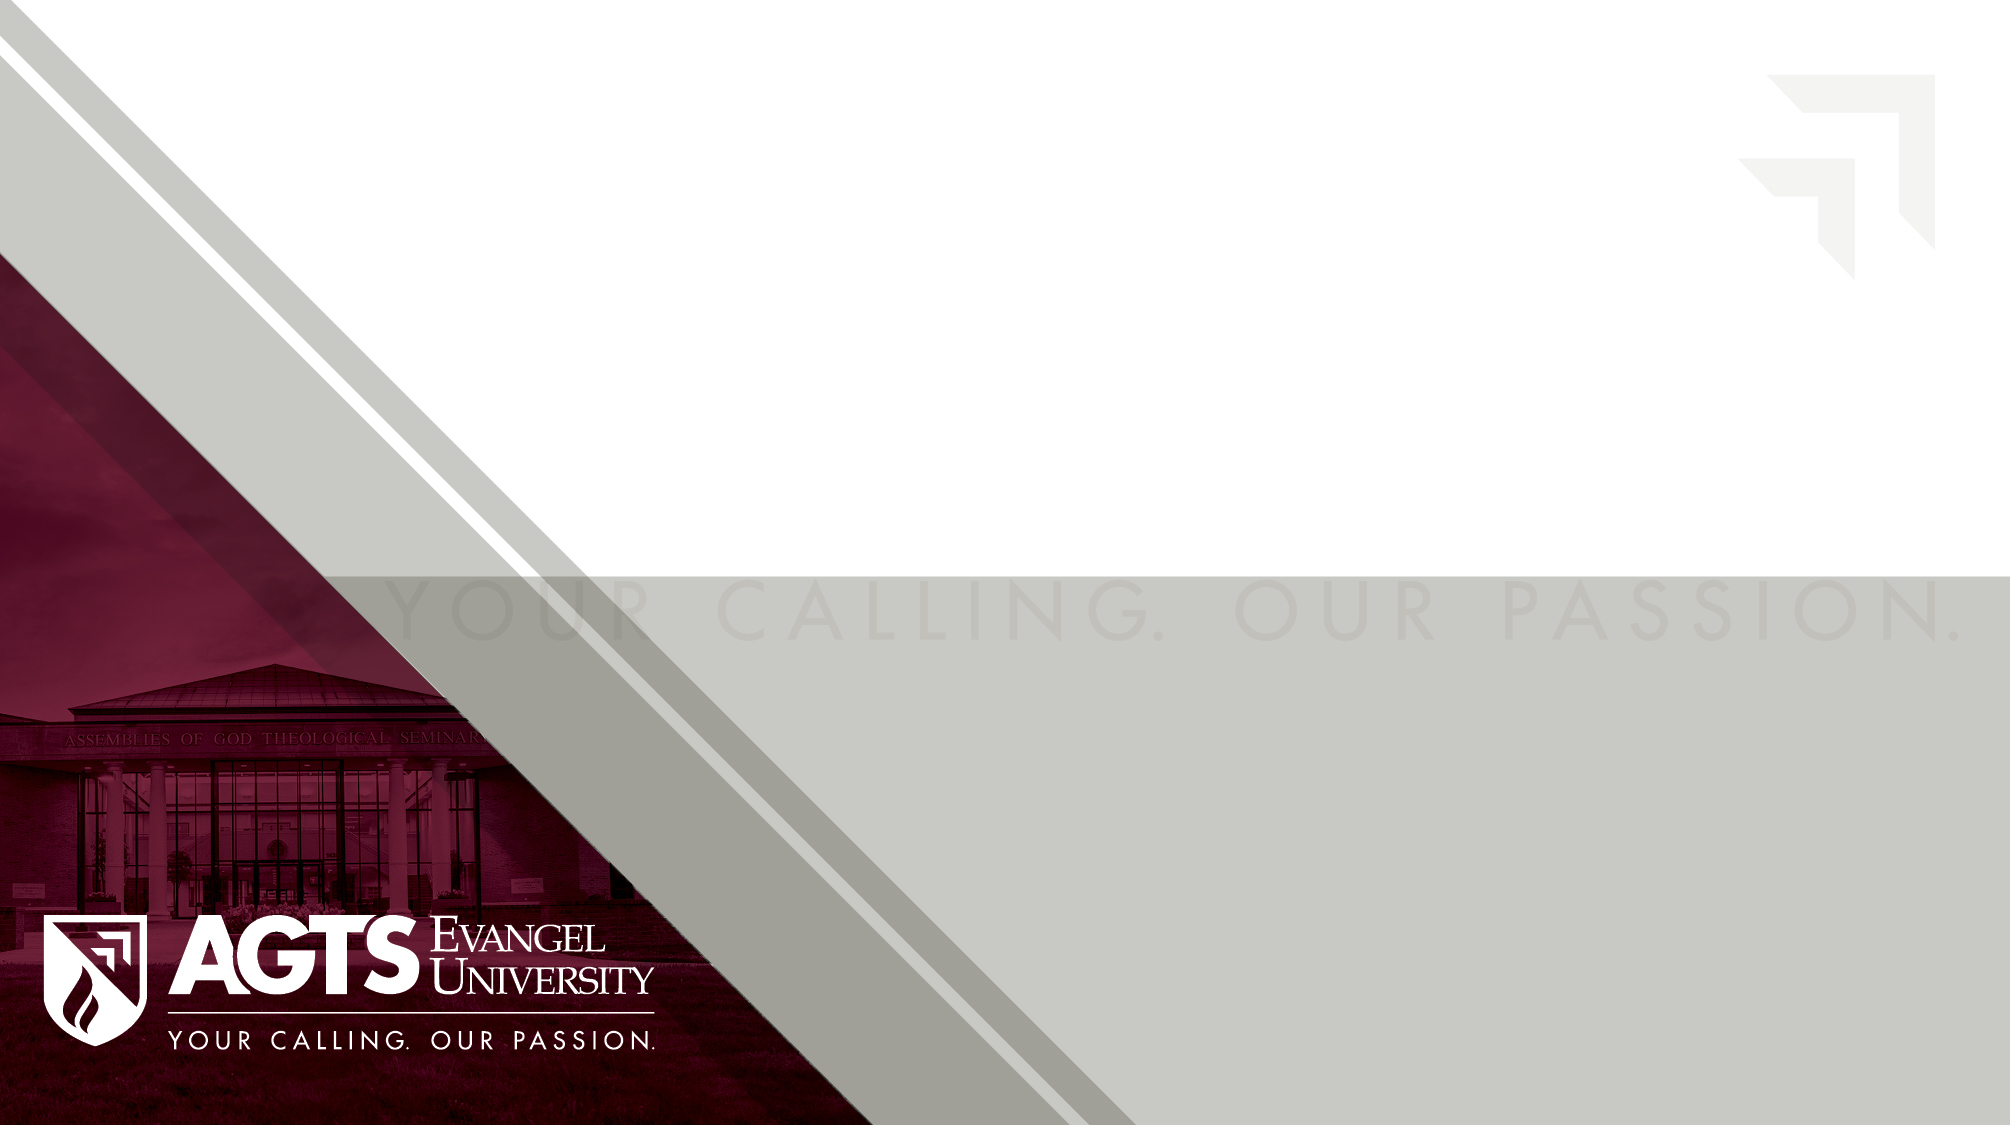 YOUR CALLING. OUR PASSION.
ASSEMBLIES OF GOD THEOLOGICAL SEMINARY
AGTS EVANGEL UNIVERSITY
YOUR CALLING. OUR PASSION.